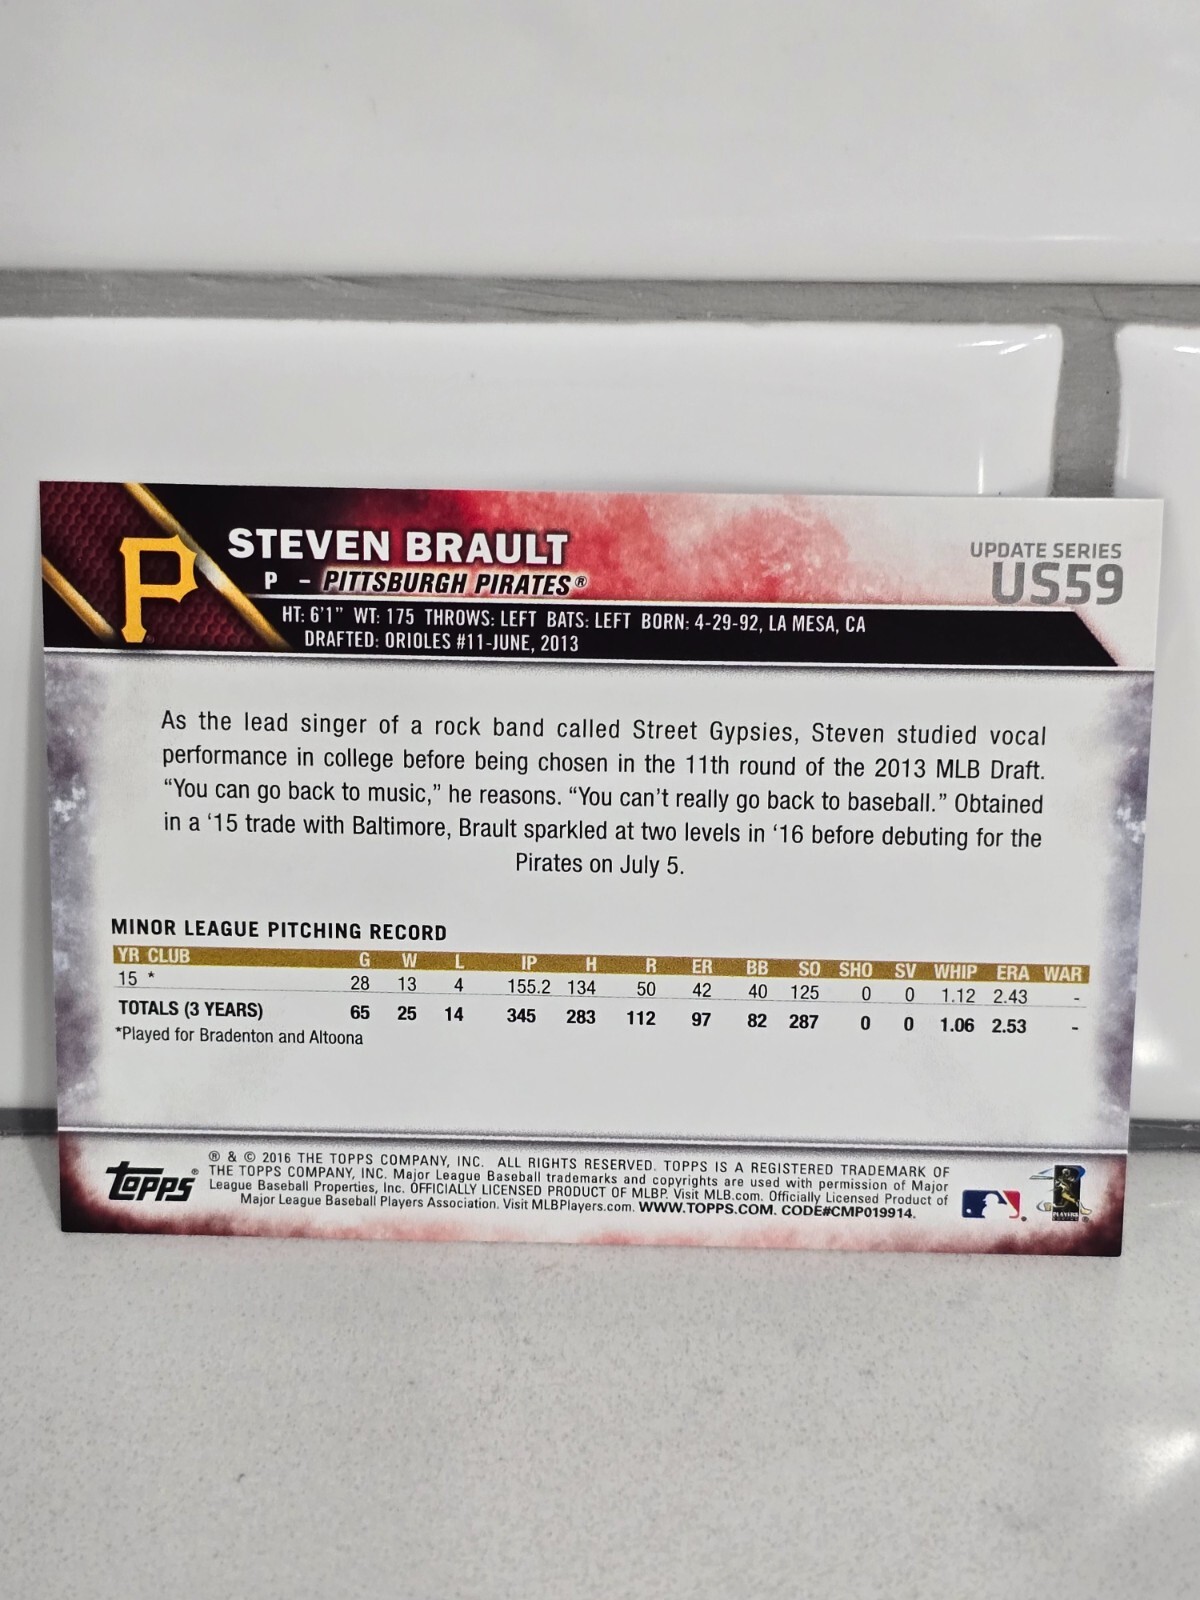 P
STEVEN BRAULT
P – PITTSBURGH PIRATES®
UPDATE SERIES
US59
HT: 6'1" WT: 175 THROWS: LEFT BATS: LEFT BORN: 4-29-92, LA MESA, CA
DRAFTED: ORIOLES #11-JUNE, 2013
As the lead singer of a rock band called Street Gypsies, Steven studied vocal
performance in college before being chosen in the 11th round of the 2013 MLB Draft.
“You can go back to music,” he reasons. “You can’t really go back to baseball.” Obtained
in a ‘15 trade with Baltimore, Brault sparkled at two levels in ‘16 before debuting for the
Pirates on July 5.
MINOR LEAGUE PITCHING RECORD
YR CLUB G W L IP H R ER BB SO SHO SV WHIP ERA WAR
15 * 28 13 4 155.2 134 50 42 40 125 0 0 1.12 2.43 -
TOTALS (3 YEARS) 65 25 14 345 283 112 97 82 287 0 0 1.06 2.53 -
*Played for Bradenton and Altoona
Topps®
® & © 2016 THE TOPPS COMPANY, INC. ALL RIGHTS RESERVED. TOPPS IS A REGISTERED TRADEMARK OF
THE TOPPS COMPANY, INC. Major League Baseball trademarks and copyrights are used with permission of Major
League Baseball Properties, Inc. OFFICIALLY LICENSED PRODUCT OF MLBP. Visit MLB.com. Officially Licensed Product of
Major League Baseball Players Association. Visit MLBPlayers.com. WWW.TOPPS.COM. CODE#CMP019914.
PLAYERS